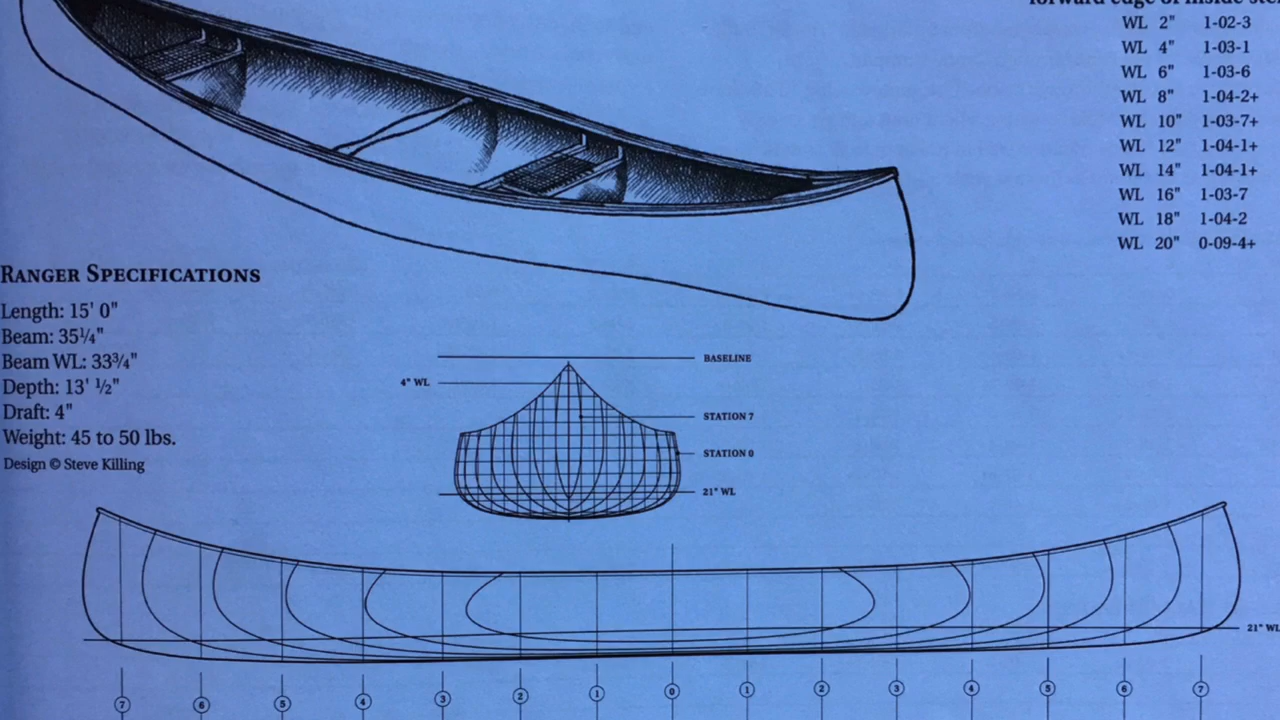 forward edge of inside
WL 2" 1-02-3
WL 4" 1-03-1
WL 6" 1-03-6
WL 8" 1-04-2+
WL 10" 1-03-7+
WL 12" 1-04-1+
WL 14" 1-04-1+
WL 16" 1-03-7
WL 18" 1-04-2
WL 20" 0-09-4+
RANGER SPECIFICATIONS
Length: 15' 0"
Beam: 35¼"
Beam WL: 33¾"
Depth: 13' ½"
Draft: 4"
Weight: 45 to 50 lbs.
Design © Steve Killing
BASELINE
4" WL
STATION 7
STATION 0
21" WL
21" WL
7 6 5 4 3 2 1 0 1 2 3 4 5 6 7